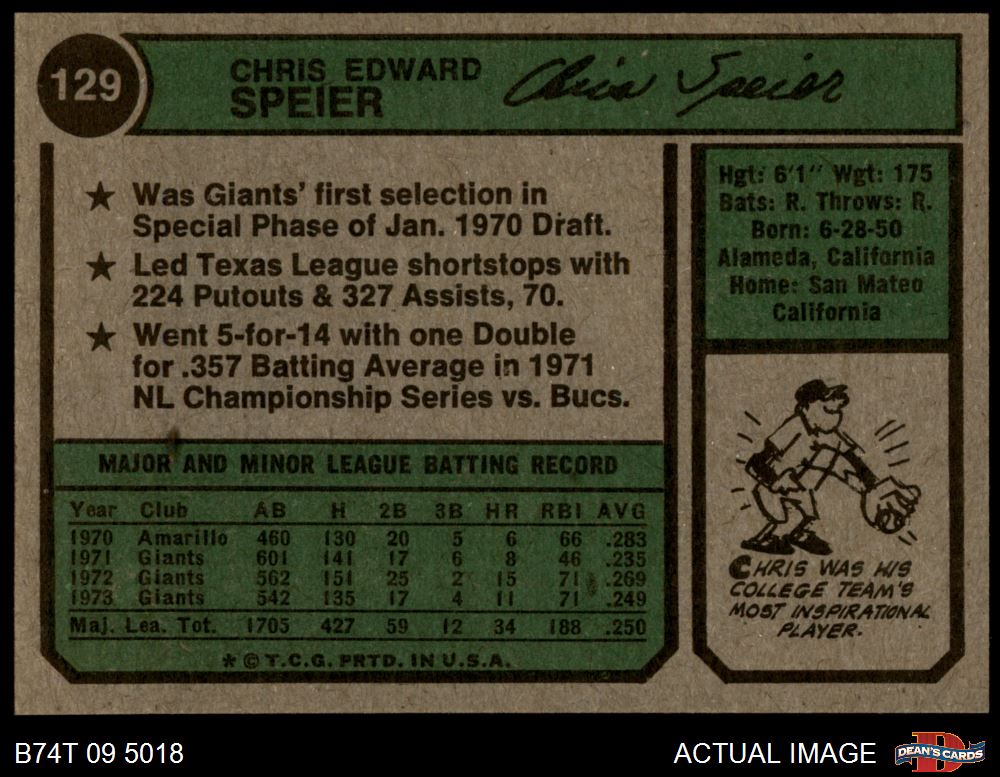 129
CHRIS EDWARD
SPEIER
Chris Speier
★ Was Giants' first selection in
Special Phase of Jan. 1970 Draft.
★ Led Texas League shortstops with
224 Putouts & 327 Assists, 70.
★ Went 5-for-14 with one Double
for .357 Batting Average in 1971
NL Championship Series vs. Bucs.
Hgt: 6'1" Wgt: 175
Bats: R. Throws: R.
Born: 6-28-50
Alameda, California
Home: San Mateo
California
MAJOR AND MINOR LEAGUE BATTING RECORD
Year Club AB H 2B 3B HR RBI AVG
1970 Amarillo 460 130 20 5 6 66 .283
1971 Giants 601 141 17 6 8 46 .235
1972 Giants 562 151 25 2 15 71 .269
1973 Giants 542 135 17 4 11 71 .249
Maj. Lea. Tot. 1705 427 59 12 34 188 .250
* © T.C.G. PRTD. IN U.S.A.
CHRIS WAS HIS
COLLEGE TEAM'S
MOST INSPIRATIONAL
PLAYER.
B74T 09 5018
ACTUAL IMAGE
DEAN'S CARDS